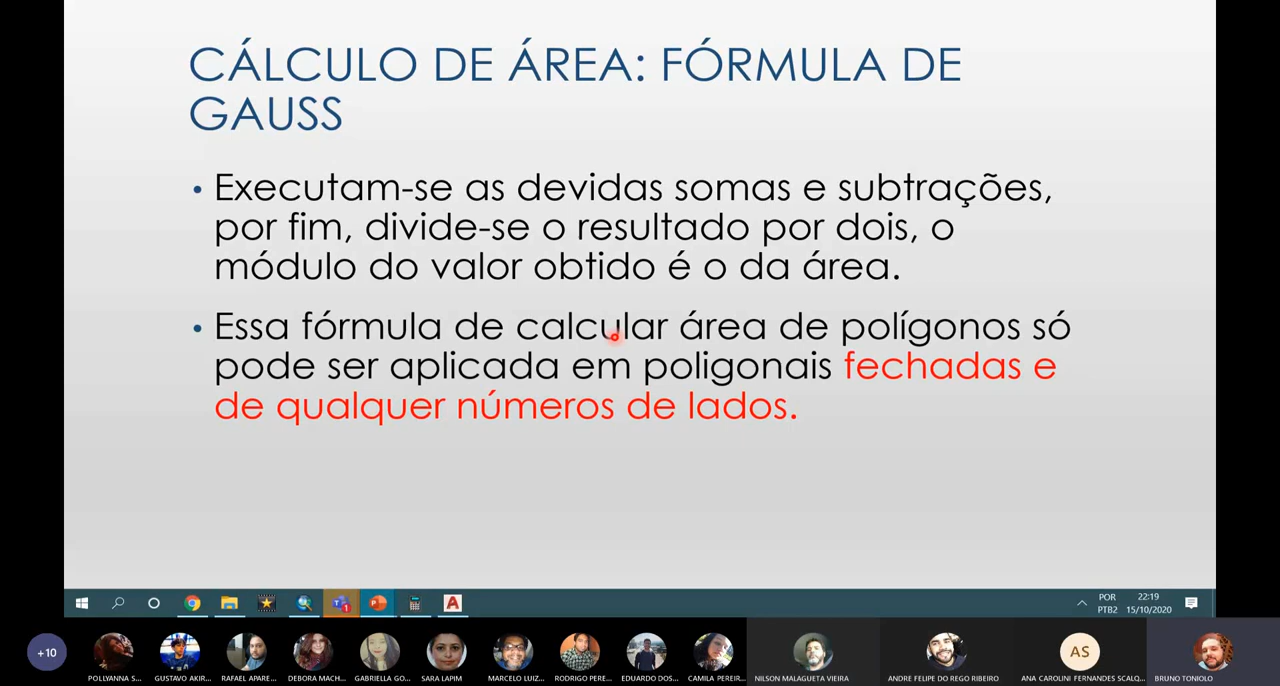 CÁLCULO DE ÁREA: FÓRMULA DE
GAUSS
• Executam-se as devidas somas e subtrações,
por fim, divide-se o resultado por dois, o
módulo do valor obtido é o da área.
• Essa fórmula de calcular área de polígonos só
pode ser aplicada em poligonais fechadas e
de qualquer números de lados.
POR
PTB2
22:19
15/10/2020
+10
AS
POLLYANNA S...
GUSTAVO AKIR...
RAFAEL APARE...
DEBORA MACH...
GABRIELLA GO...
SARA LAPIM
MARCELO LUIZ...
RODRIGO PERE...
EDUARDO DOS...
CAMILA PEREIR...
NILSON MALAGUETA VIEIRA
ANDRE FELIPE DO REGO RIBEIRO
ANA CAROLINI FERNANDES SCALQ...
BRUNO TONIOLO